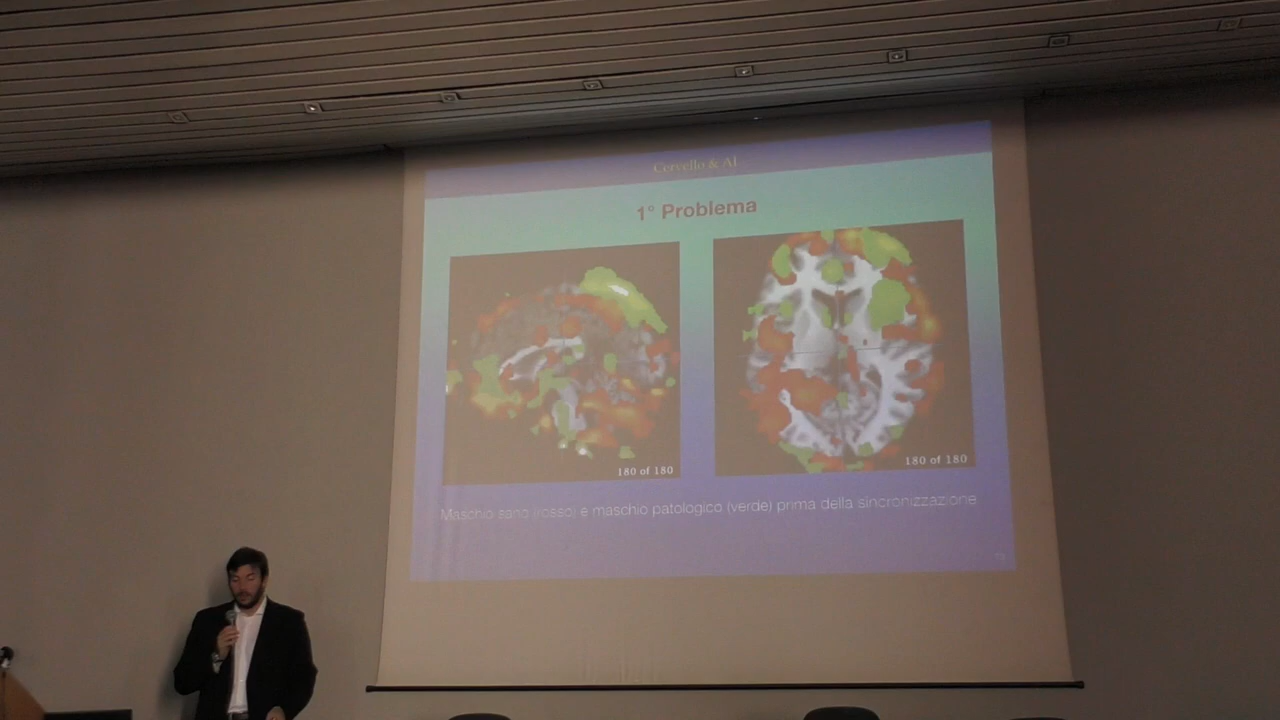 Cervello & AI
1° Problema
180 of 180
180 of 180
Maschio sano (rosso) e maschio patologico (verde) prima della sincronizzazione